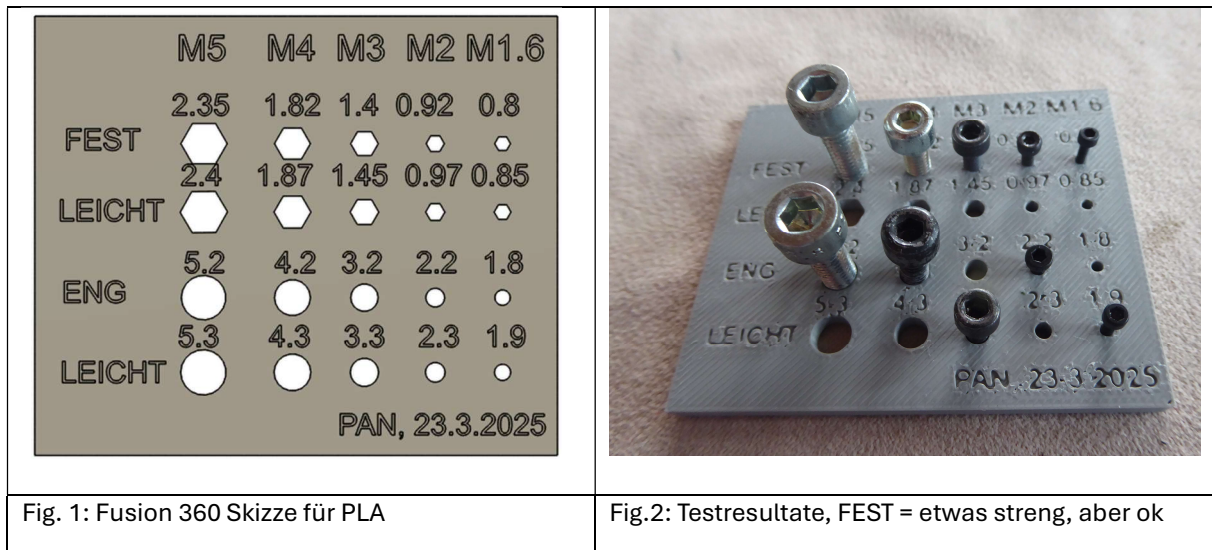 M5 M4 M3 M2 M1.6
2.35 1.82 1.4 0.92 0.8
FEST
2.4 1.87 1.45 0.97 0.85
LEICHT
5.2 4.2 3.2 2.2 1.8
ENG
5.3 4.3 3.3 2.3 1.9
LEICHT
PAN, 23.3.2025
M3 M2 M1.6
FEST
2.4 1.87 1.45 0.97 0.85
3.2 2.2 1.8
ENG
5.3 4.3 2.3 1.9
LEICHT
PAN, 23.3.2025
Fig. 1: Fusion 360 Skizze für PLA
Fig.2: Testresultate, FEST = etwas streng, aber ok